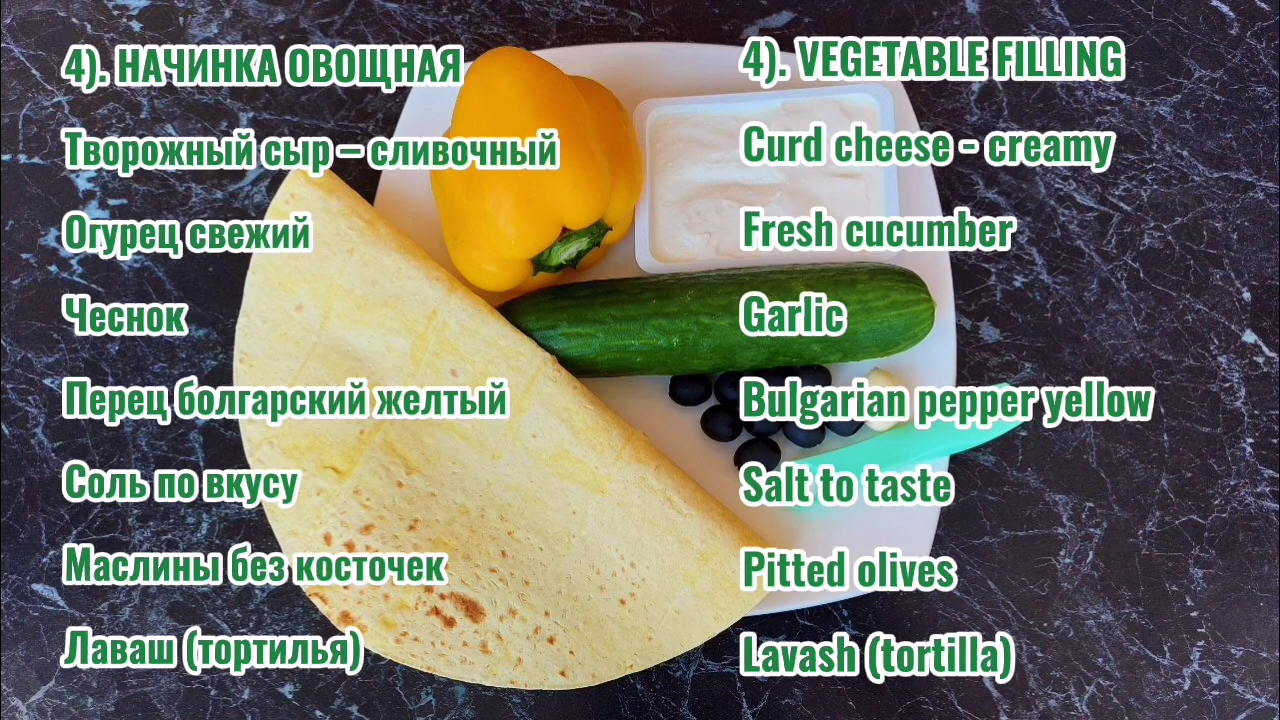 4). НАЧИНКА ОВОЩНАЯ
Творожный сыр – сливочный
Огурец свежий
Чеснок
Перец болгарский желтый
Соль по вкусу
Маслины без косточек
Лаваш (тортилья)
4). VEGETABLE FILLING
Curd cheese - creamy
Fresh cucumber
Garlic
Bulgarian pepper yellow
Salt to taste
Pitted olives
Lavash (tortilla)